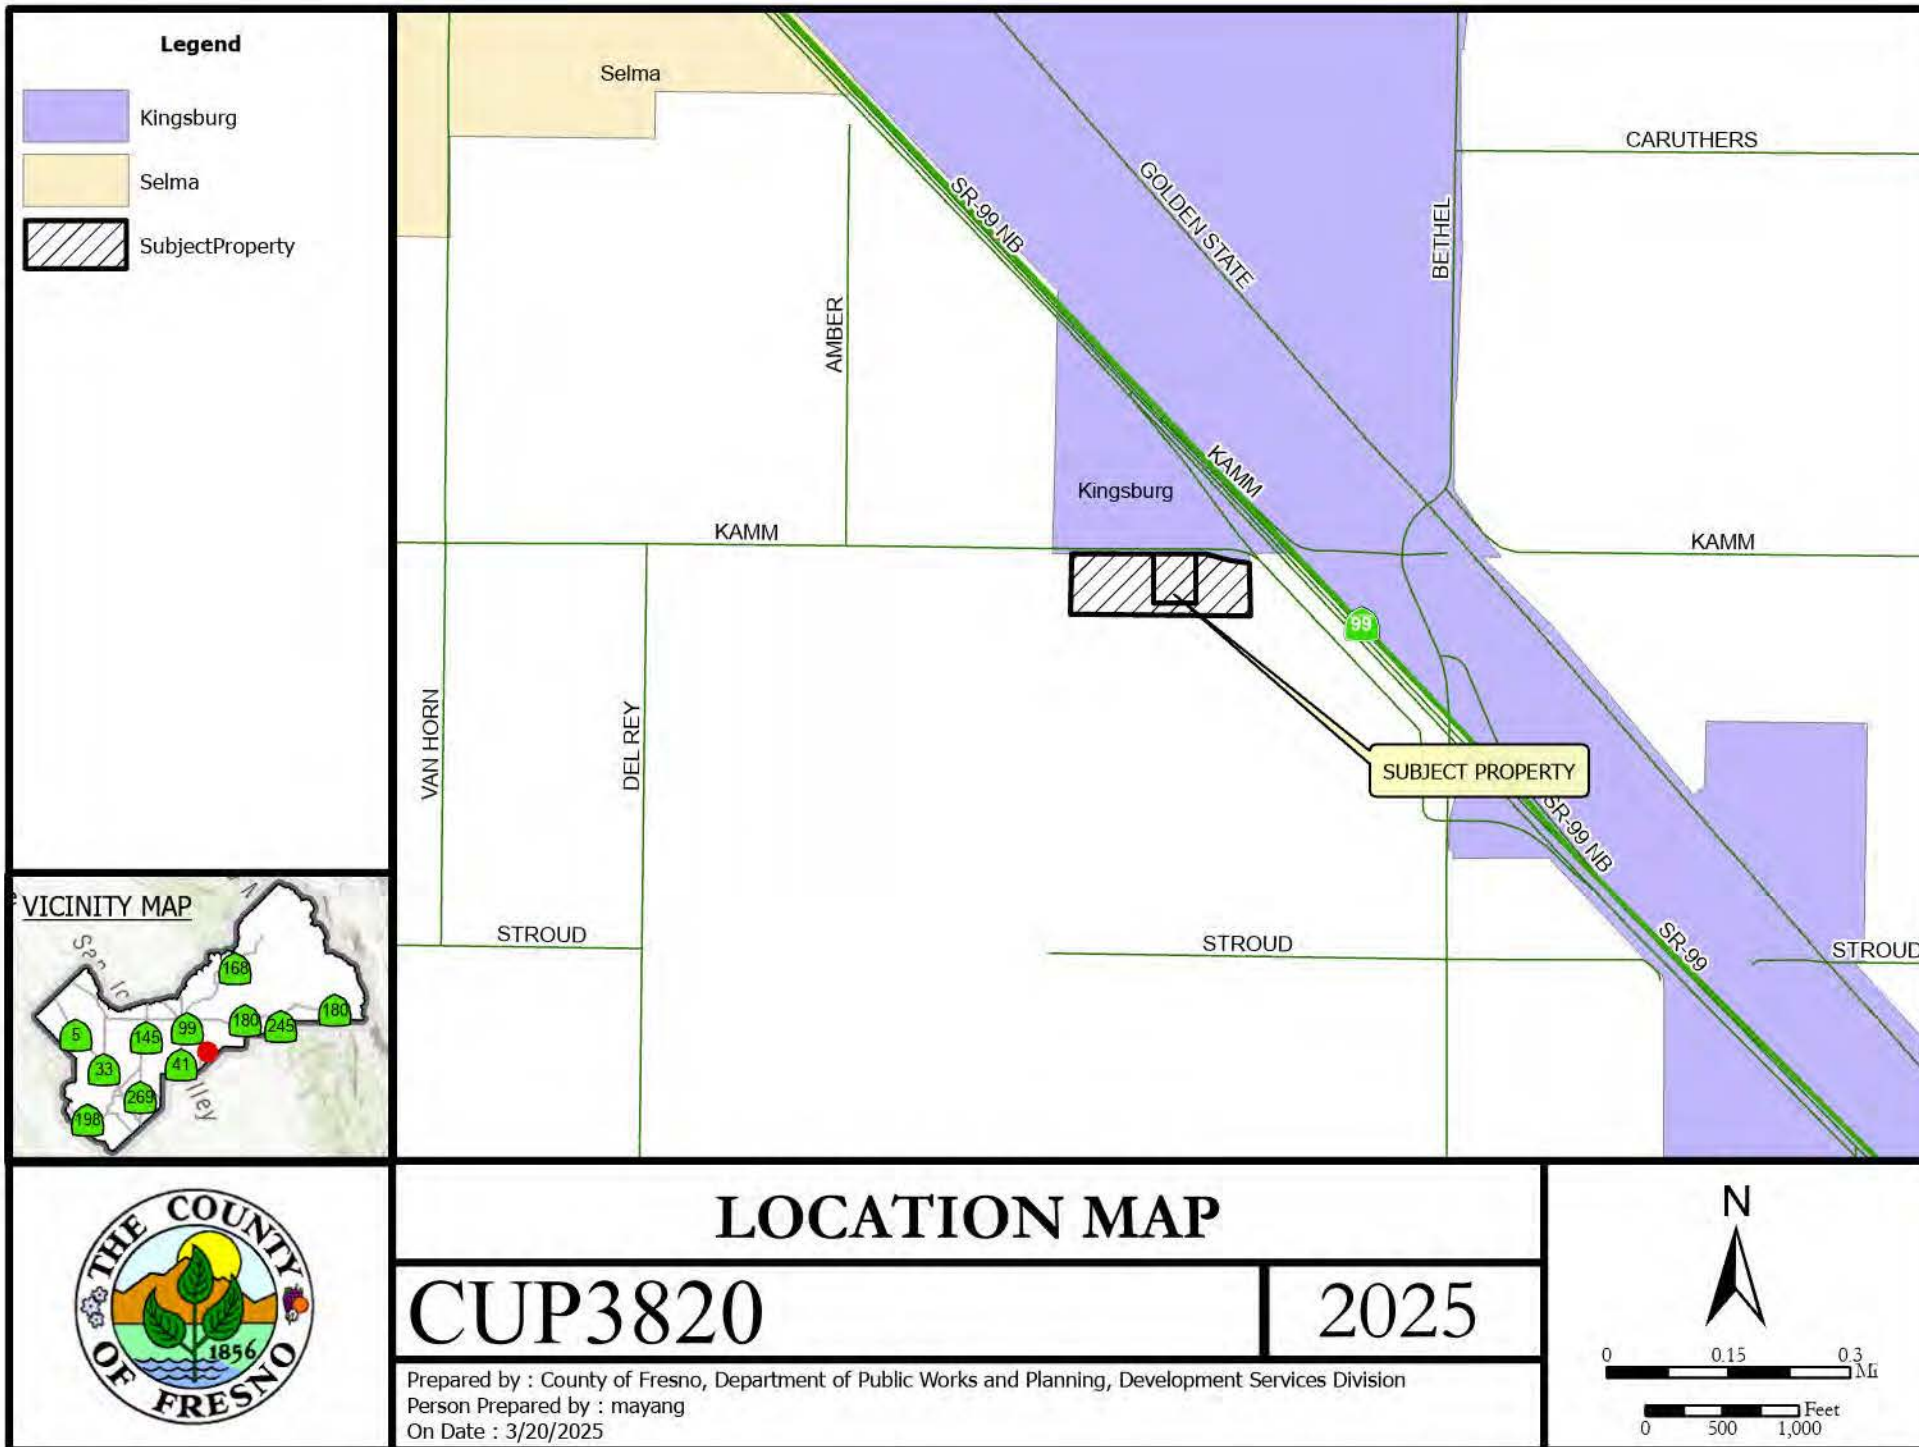 Legend
Kingsburg
Selma
SubjectProperty
Selma
CARUTHERS
SR-99 NB
GOLDEN STATE
BETHEL
AMBER
KAMM
Kingsburg
KAMM
KAMM
99
VAN HORN
DEL REY
SUBJECT PROPERTY
SR-99 NB
STROUD
STROUD
SR-99
STROUD
VICINITY MAP
168
180
180
245
99
145
5
41
33
269
198
lley
THE COUNTY OF FRESNO
1856
LOCATION MAP
CUP3820
2025
Prepared by : County of Fresno, Department of Public Works and Planning, Development Services Division
Person Prepared by : mayang
On Date : 3/20/2025
N
0 0.15 0.3
Mi
Feet
0 500 1,000